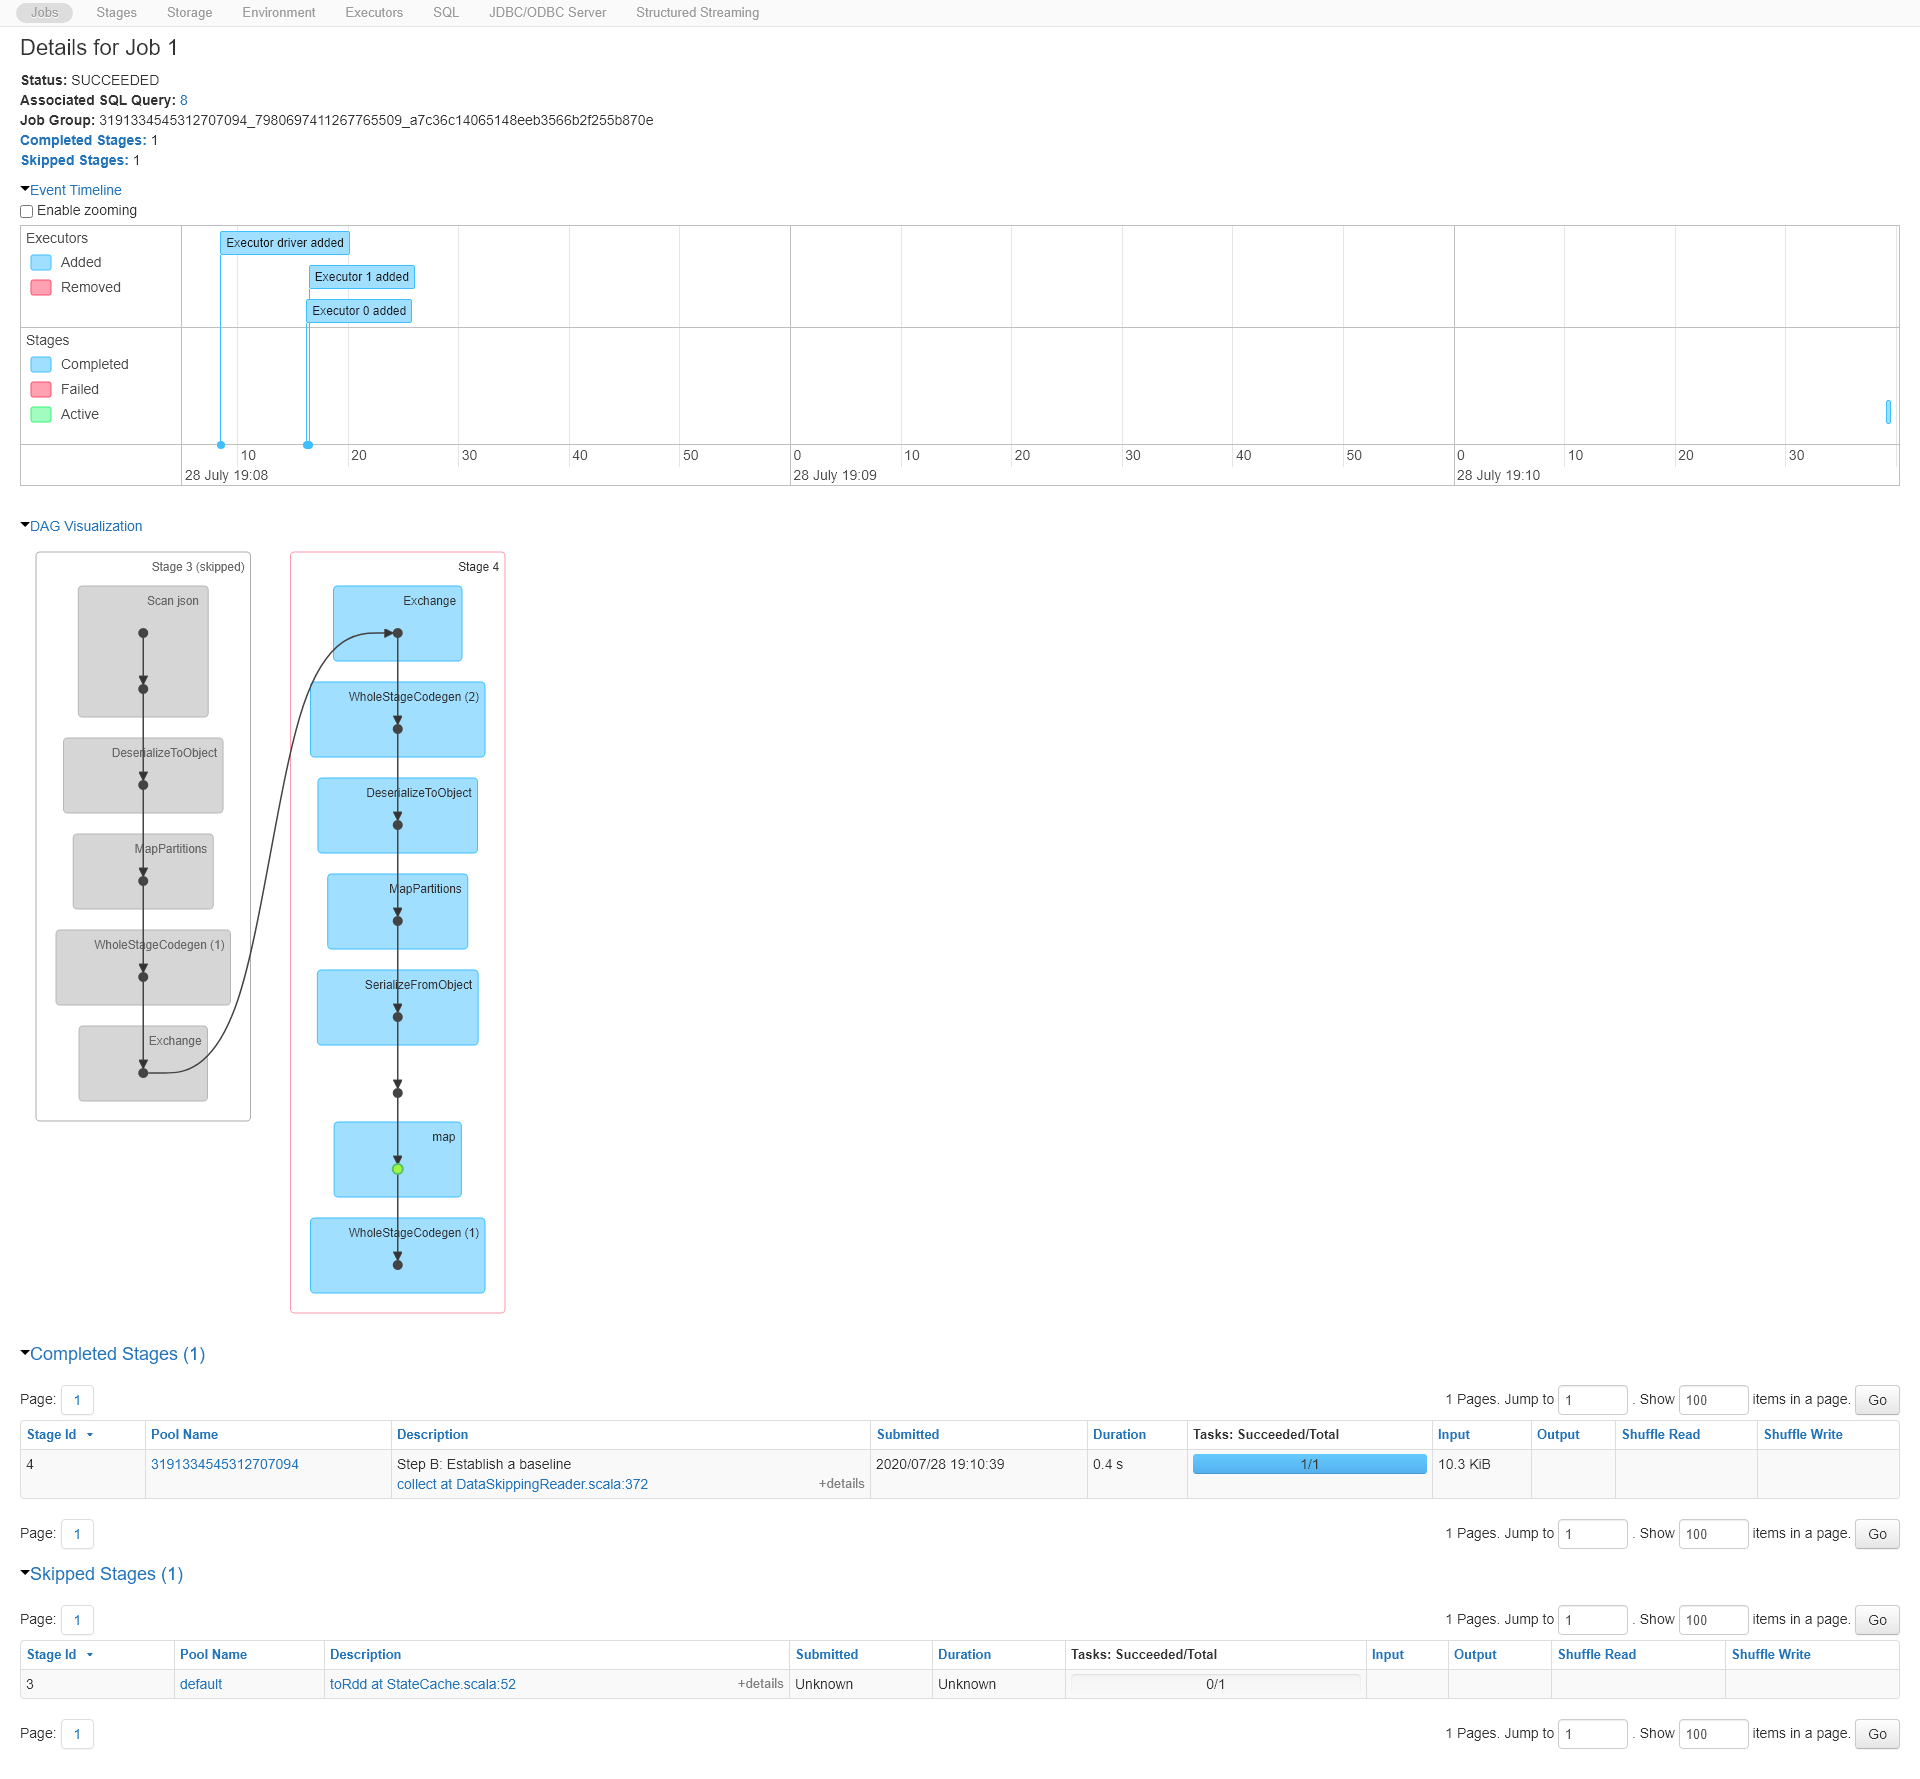 Jobs Stages Storage Environment Executors SQL JDBC/ODBC Server Structured Streaming
Details for Job 1
Status: SUCCEEDED
Associated SQL Query: 8
Job Group: 3191334545312707094_7980697411267765509_a7c36c14065148eeb3566b2f255b870e
Completed Stages: 1
Skipped Stages: 1
Event Timeline
Enable zooming
Executors
Added
Removed
Executor driver added
Executor 1 added
Executor 0 added
Stages
Completed
Failed
Active
10 20 30 40 50 0 10 20 30 40 50 0 10 20 30
28 July 19:08 28 July 19:09 28 July 19:10
DAG Visualization
Stage 3 (skipped)
Scan json
DeserializeToObject
MapPartitions
WholeStageCodegen (1)
Exchange
Stage 4
Exchange
WholeStageCodegen (2)
DeserializeToObject
MapPartitions
SerializeFromObject
map
WholeStageCodegen (1)
Completed Stages (1)
Page: 1 1 Pages. Jump to 1 . Show 100 items in a page. Go
Stage Id Pool Name Description Submitted Duration Tasks: Succeeded/Total Input Output Shuffle Read Shuffle Write
4 3191334545312707094 Step B: Establish a baseline 2020/07/28 19:10:39 0.4 s 1/1 10.3 KiB
collect at DataSkippingReader.scala:372 +details
Page: 1 1 Pages. Jump to 1 . Show 100 items in a page. Go
Skipped Stages (1)
Page: 1 1 Pages. Jump to 1 . Show 100 items in a page. Go
Stage Id Pool Name Description Submitted Duration Tasks: Succeeded/Total Input Output Shuffle Read Shuffle Write
3 default toRdd at StateCache.scala:52 +details Unknown Unknown 0/1
Page: 1 1 Pages. Jump to 1 . Show 100 items in a page. Go